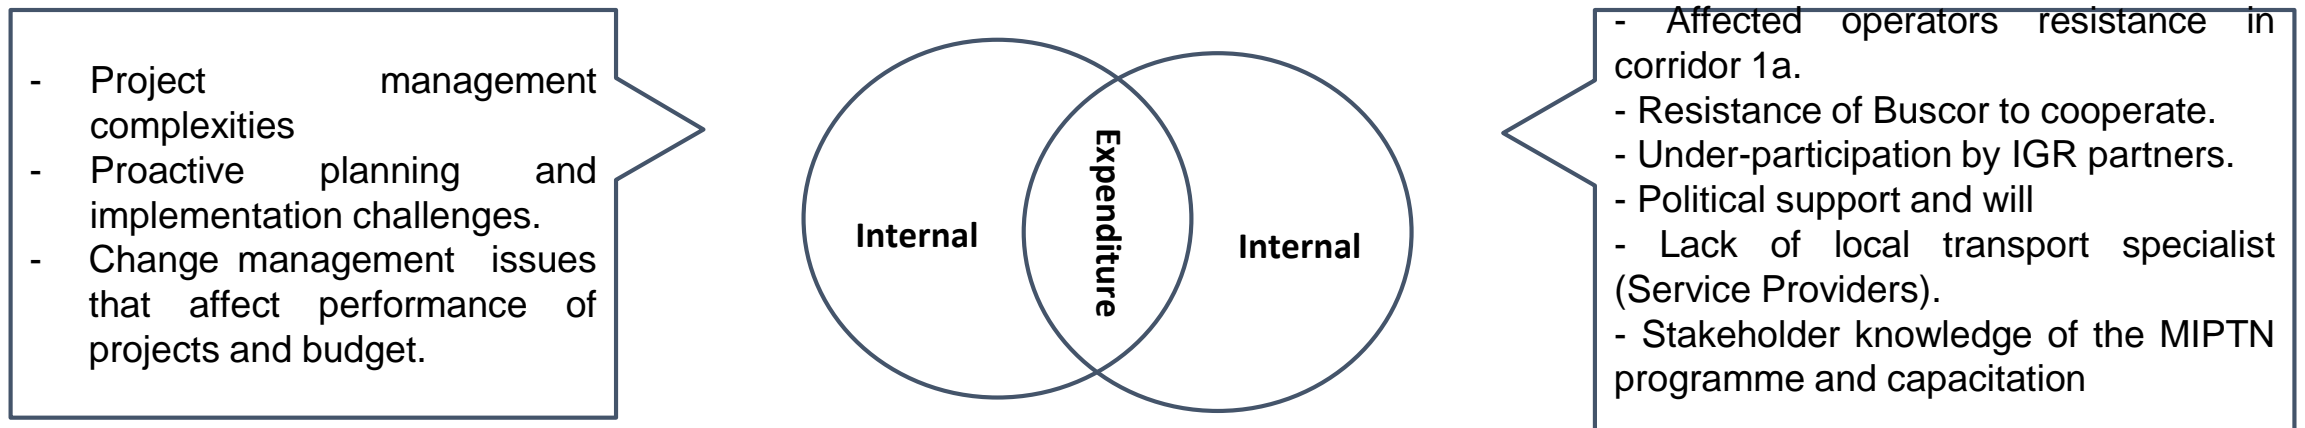 - Project management
complexities
- Proactive planning and
implementation challenges.
- Change management issues
that affect performance of
projects and budget.
Internal
Expenditure
Internal
- Affected operators resistance in
corridor 1a.
- Resistance of Buscor to cooperate.
- Under-participation by IGR partners.
- Political support and will
- Lack of local transport specialist
(Service Providers).
- Stakeholder knowledge of the MIPTN
programme and capacitation